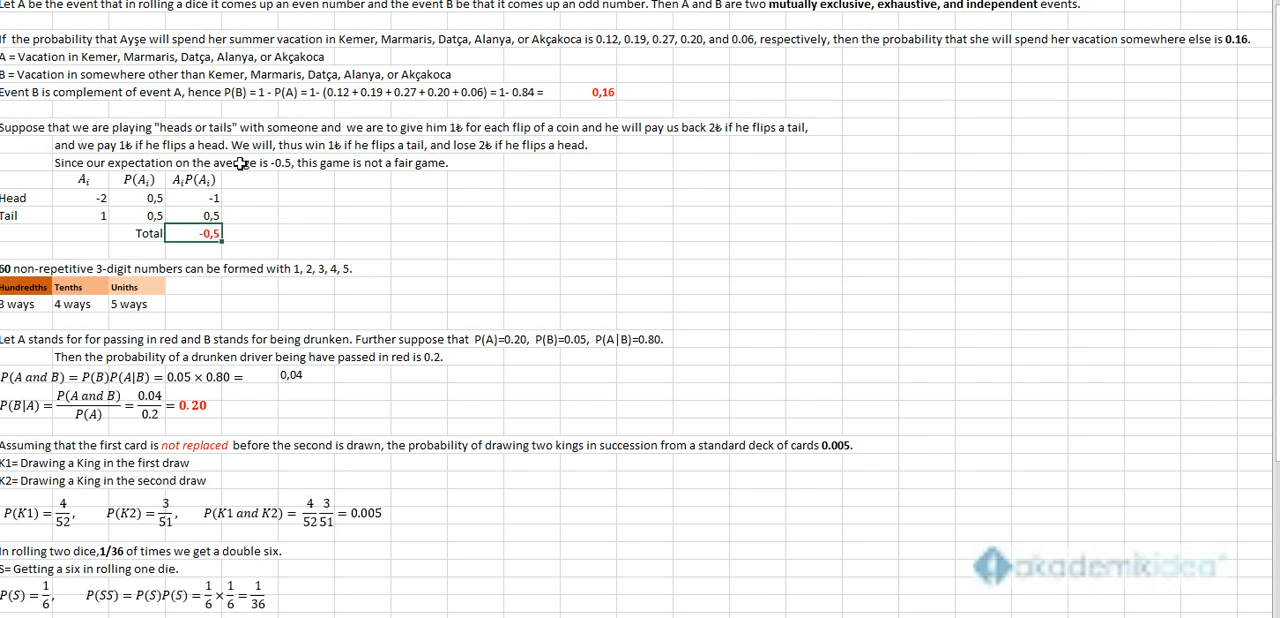 Let A be the event that in rolling a dice it comes up an even number and the event B be that it comes up an odd number. Then A and B are two mutually exclusive, exhaustive, and independent events.
If the probability that Ayşe will spend her summer vacation in Kemer, Marmaris, Datça, Alanya, or Akçakoca is 0.12, 0.19, 0.27, 0.20, and 0.06, respectively, then the probability that she will spend her vacation somewhere else is 0.16.
A = Vacation in Kemer, Marmaris, Datça, Alanya, or Akçakoca
B = Vacation in somewhere other than Kemer, Marmaris, Datça, Alanya, or Akçakoca
Event B is complement of event A, hence P(B) = 1 - P(A) = 1- (0.12 + 0.19 + 0.27 + 0.20 + 0.06) = 1- 0.84 = 0,16
Suppose that we are playing "heads or tails" with someone and we are to give him 1₺ for each flip of a coin and he will pay us back 2₺ if he flips a tail,
and we pay 1₺ if he flips a head. We will, thus win 1₺ if he flips a tail, and lose 2₺ if he flips a head.
Since our expectation on the average is -0.5, this game is not a fair game.
Aᵢ P(Aᵢ) AᵢP(Aᵢ)
Head -2 0,5 -1
Tail 1 0,5 0,5
Total -0,5
60 non-repetitive 3-digit numbers can be formed with 1, 2, 3, 4, 5.
Hundredths Tenths Uniths
3 ways 4 ways 5 ways
Let A stands for for passing in red and B stands for being drunken. Further suppose that P(A)=0.20, P(B)=0.05, P(A|B)=0.80.
Then the probability of a drunken driver being have passed in red is 0.2.
P(A and B) = P(B)P(A|B) = 0.05 × 0.80 = 0,04
P(B|A) = P(A and B) / P(A) = 0.04 / 0.2 = 0.20
Assuming that the first card is not replaced before the second is drawn, the probability of drawing two kings in succession from a standard deck of cards 0.005.
K1= Drawing a King in the first draw
K2= Drawing a King in the second draw
P(K1) = 4/52, P(K2) = 3/51, P(K1 and K2) = 4/52 3/51 = 0.005
In rolling two dice,1/36 of times we get a double six.
S= Getting a six in rolling one die.
P(S) = 1/6, P(SS) = P(S)P(S) = 1/6 × 1/6 = 1/36
akademikidea